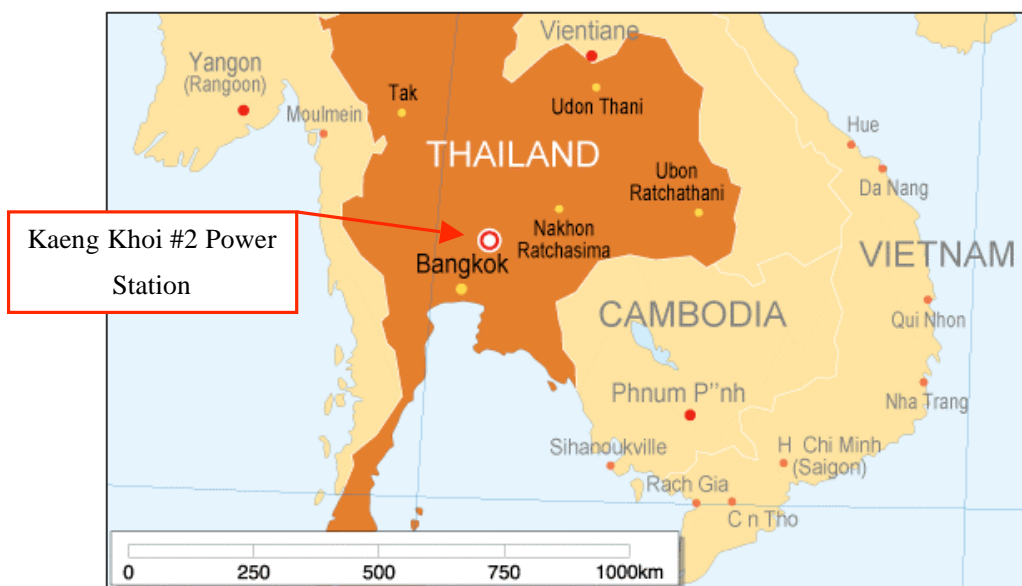 Vientiane
Yangon
(Rangoon)
Tak
Udon Thani
Moulmein
Hue
THAILAND
Ubon
Ratchathani
Da Nang
Kaeng Khoi #2 Power
Station
Nakhon
Ratchasima
Bangkok
VIETNAM
CAMBODIA
Qui Nhon
Phnum P"nh
Nha Trang
Sihanoukville
H Chi Minh
(Saigon)
Rach Gia
C n Tho
0 250 500 750 1000km